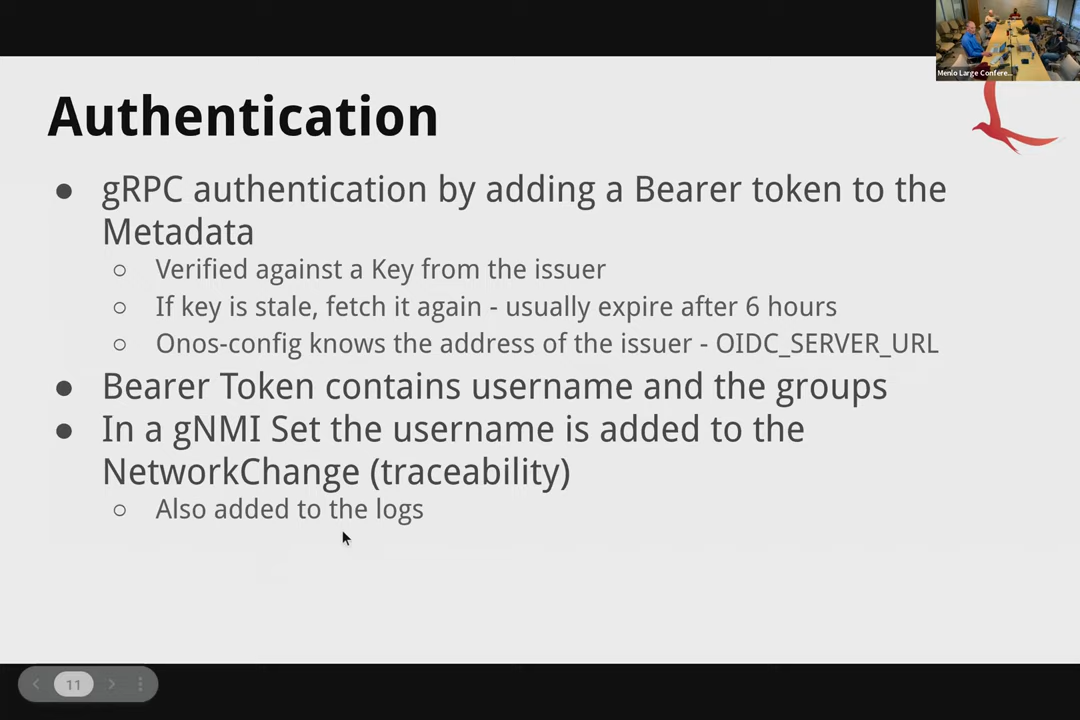 Menlo Large Confere...
Authentication
● gRPC authentication by adding a Bearer token to the
Metadata
○ Verified against a Key from the issuer
○ If key is stale, fetch it again - usually expire after 6 hours
○ Onos-config knows the address of the issuer - OIDC_SERVER_URL
● Bearer Token contains username and the groups
● In a gNMI Set the username is added to the
NetworkChange (traceability)
○ Also added to the logs
11